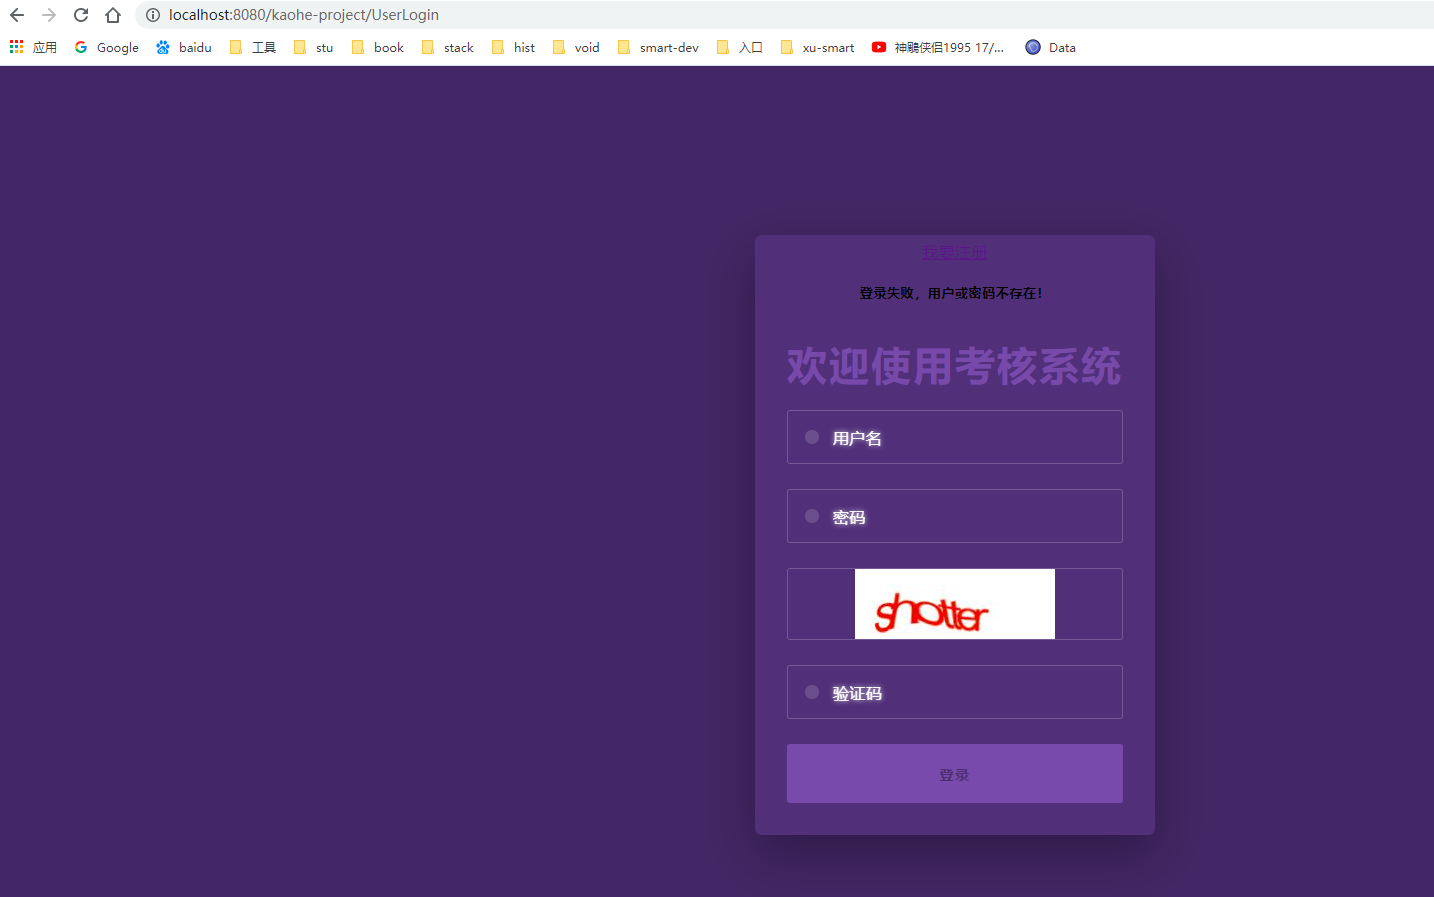 localhost:8080/kaohe-project/UserLogin
应用 Google baidu 工具 stu book stack hist void smart-dev 入口 xu-smart 神鵰侠侣1995 17/... Data
我要注册
登录失败，用户或密码不存在！
欢迎使用考核系统
用户名
密码
shotter
验证码
登录